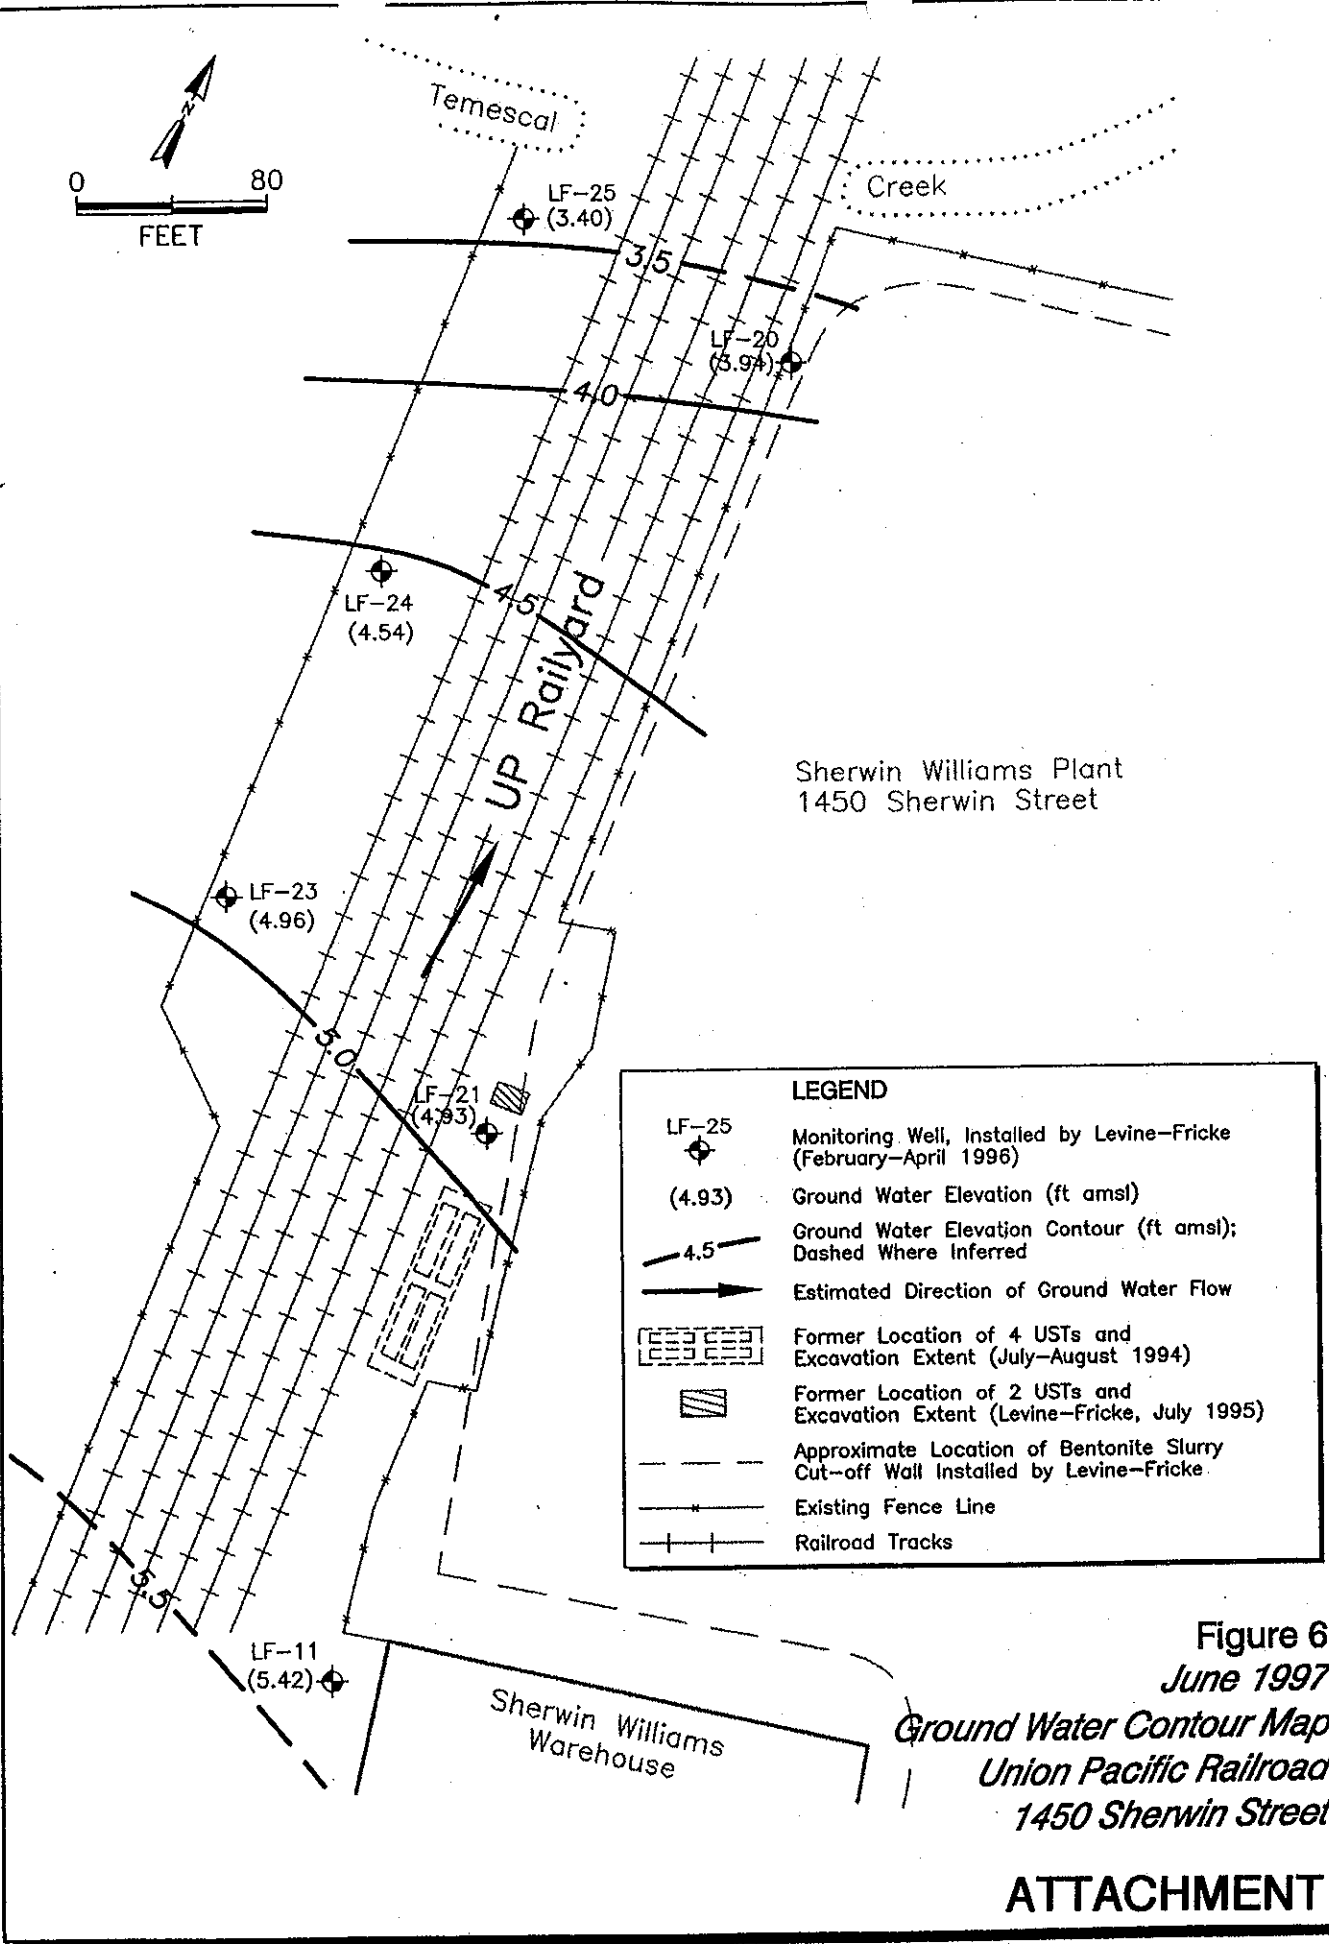 Temescal
N
0 80
FEET
LF-25
(3.40)
Creek
3.5
LF-20
(3.94)
4.0
4.5
LF-24
(4.54)
UP Railyard
Sherwin Williams Plant
1450 Sherwin Street
LF-23
(4.96)
5.0
LF-21
(4.93)
LEGEND
LF-25
Monitoring Well, Installed by Levine-Fricke
(February-April 1996)
(4.93)
Ground Water Elevation (ft amsl)
4.5
Ground Water Elevation Contour (ft amsl);
Dashed Where Inferred
Estimated Direction of Ground Water Flow
Former Location of 4 USTs and
Excavation Extent (July-August 1994)
Former Location of 2 USTs and
Excavation Extent (Levine-Fricke, July 1995)
Approximate Location of Bentonite Slurry
Cut-off Wall Installed by Levine-Fricke
Existing Fence Line
Railroad Tracks
5.5
LF-11
(5.42)
Sherwin Williams
Warehouse
Figure 6
June 1997
Ground Water Contour Map
Union Pacific Railroad
1450 Sherwin Street
ATTACHMENT